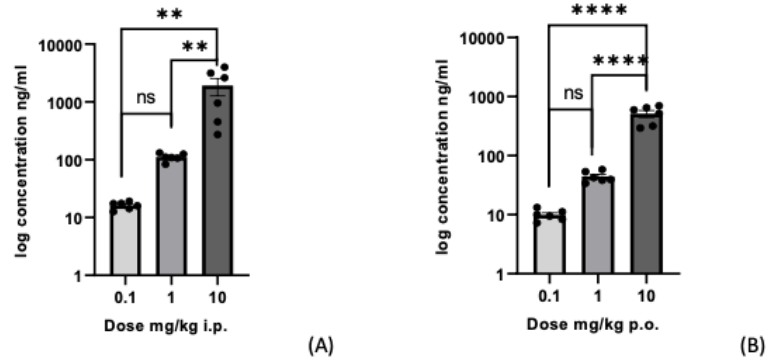 **
**
ns
10000
1000
100
10
1
log concentration ng/ml
0.1 1 10
Dose mg/kg i.p.
(A)
****
****
ns
10000
1000
100
10
1
log concentration ng/ml
0.1 1 10
Dose mg/kg p.o.
(B)